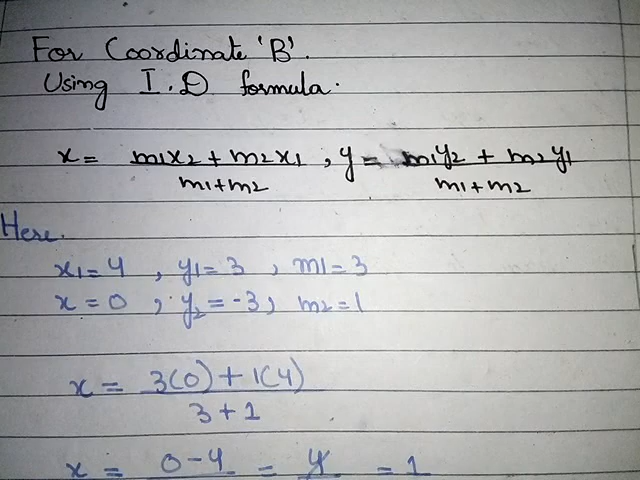 For Coordinate 'B'.
Using I.D formula.
x = m1x2 + m2x1 / m1+m2 , y = m1y2 + m2y1 / m1+m2
Here.
x1=4 , y1=3 , m1=3
x=0 , y2=-3, m2=1
x = 3(0)+1(4) / 3+1
x = 0-4 = 4 = 1